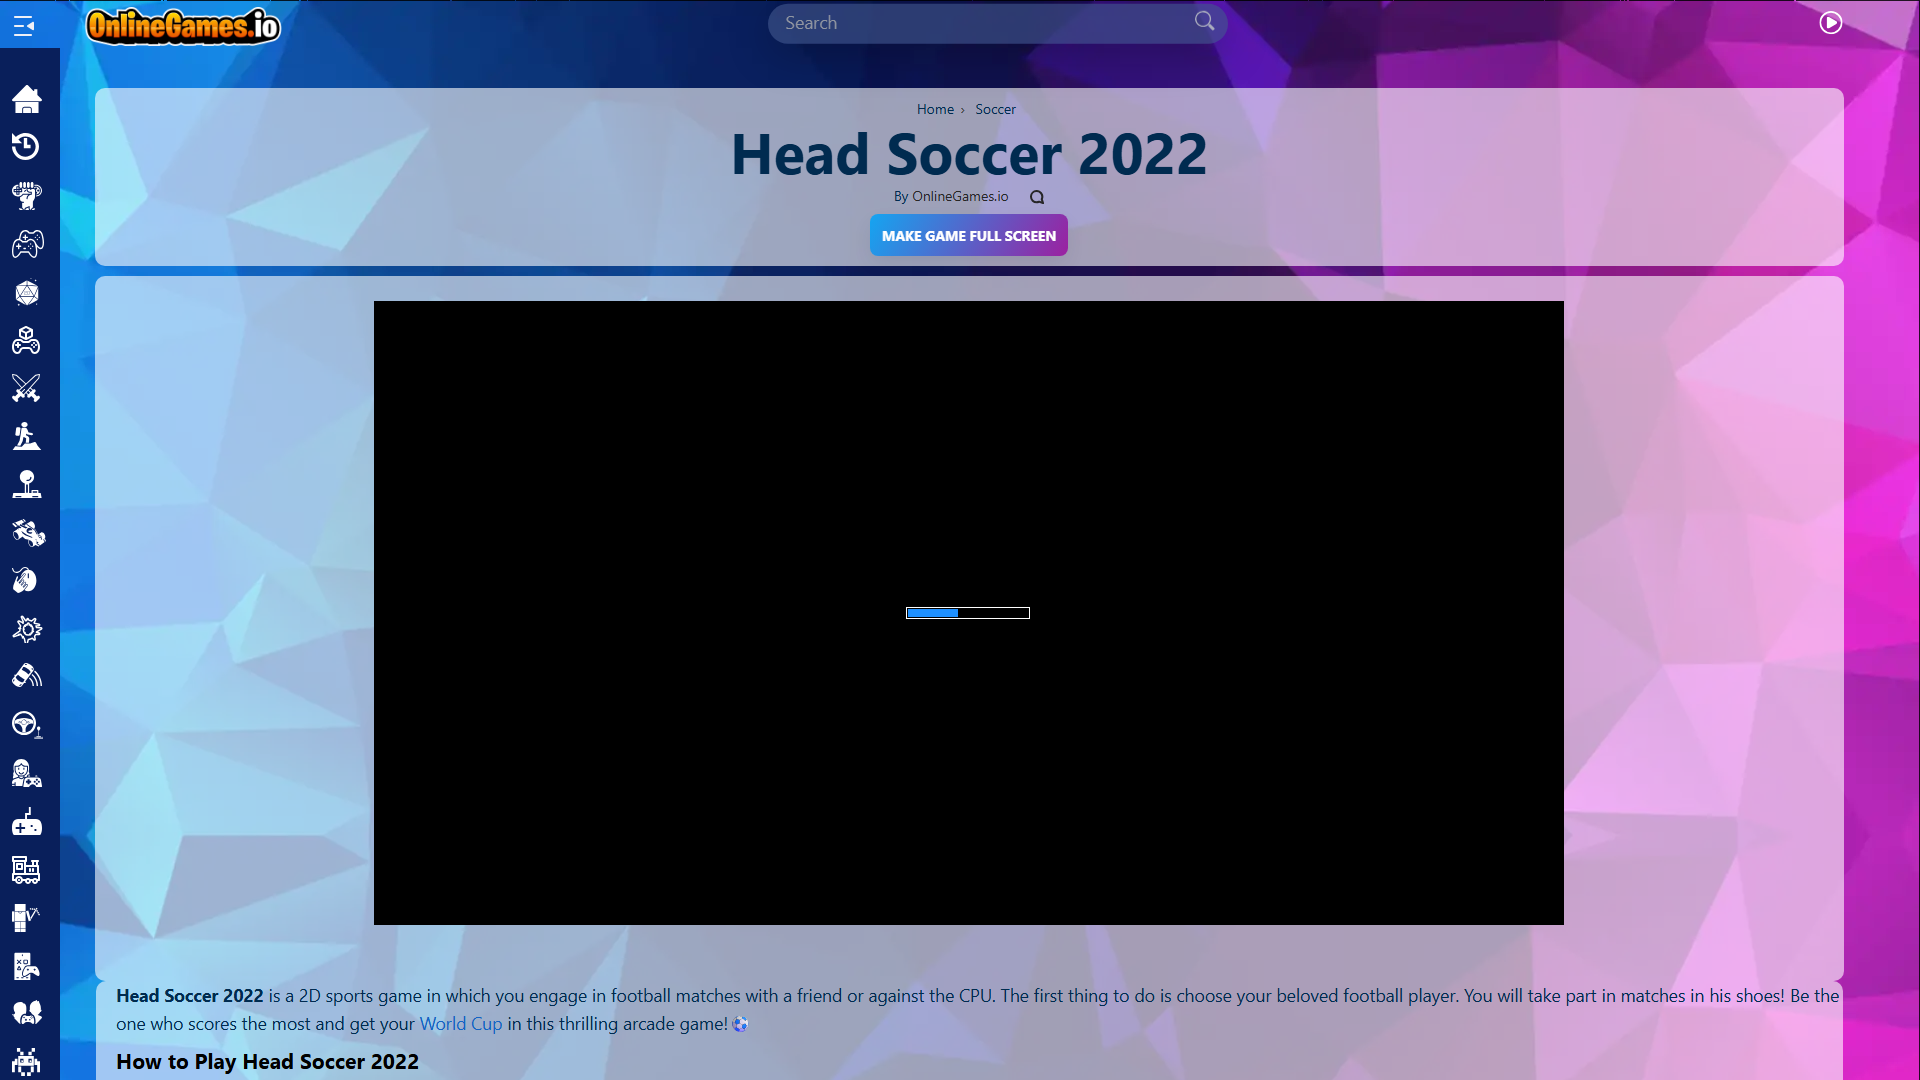 OnlineGames.io
Search
Home › Soccer
Head Soccer 2022
By OnlineGames.io
MAKE GAME FULL SCREEN
Head Soccer 2022 is a 2D sports game in which you engage in football matches with a friend or against the CPU. The first thing to do is choose your beloved football player. You will take part in matches in his shoes! Be the
one who scores the most and get your World Cup in this thrilling arcade game! ⚽
How to Play Head Soccer 2022